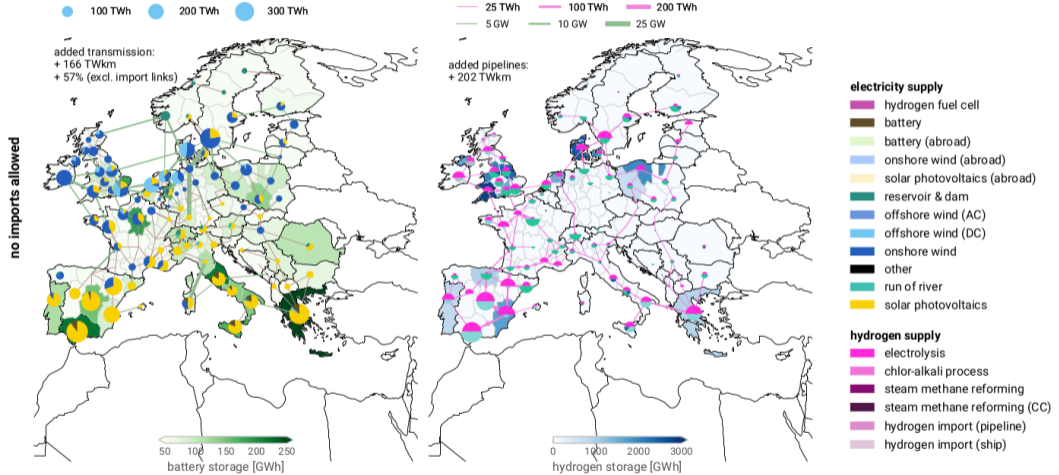 100 TWh 200 TWh 300 TWh
added transmission:
+ 166 TWkm
+ 57% (excl. import links)
no imports allowed
50 100 150 200 250
battery storage [GWh]
25 TWh 100 TWh 200 TWh
5 GW 10 GW 25 GW
added pipelines:
+ 202 TWkm
0 1000 2000 3000
hydrogen storage [GWh]
electricity supply
hydrogen fuel cell
battery
battery (abroad)
onshore wind (abroad)
solar photovoltaics (abroad)
reservoir & dam
offshore wind (AC)
offshore wind (DC)
onshore wind
other
run of river
solar photovoltaics
hydrogen supply
electrolysis
chlor-alkali process
steam methane reforming
steam methane reforming (CC)
hydrogen import (pipeline)
hydrogen import (ship)